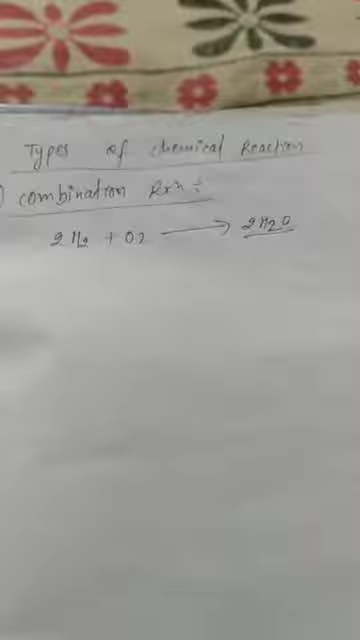 Types of chemical Reaction
) combination Rxn ÷
2H2 + O2 ⟶ 2H2O